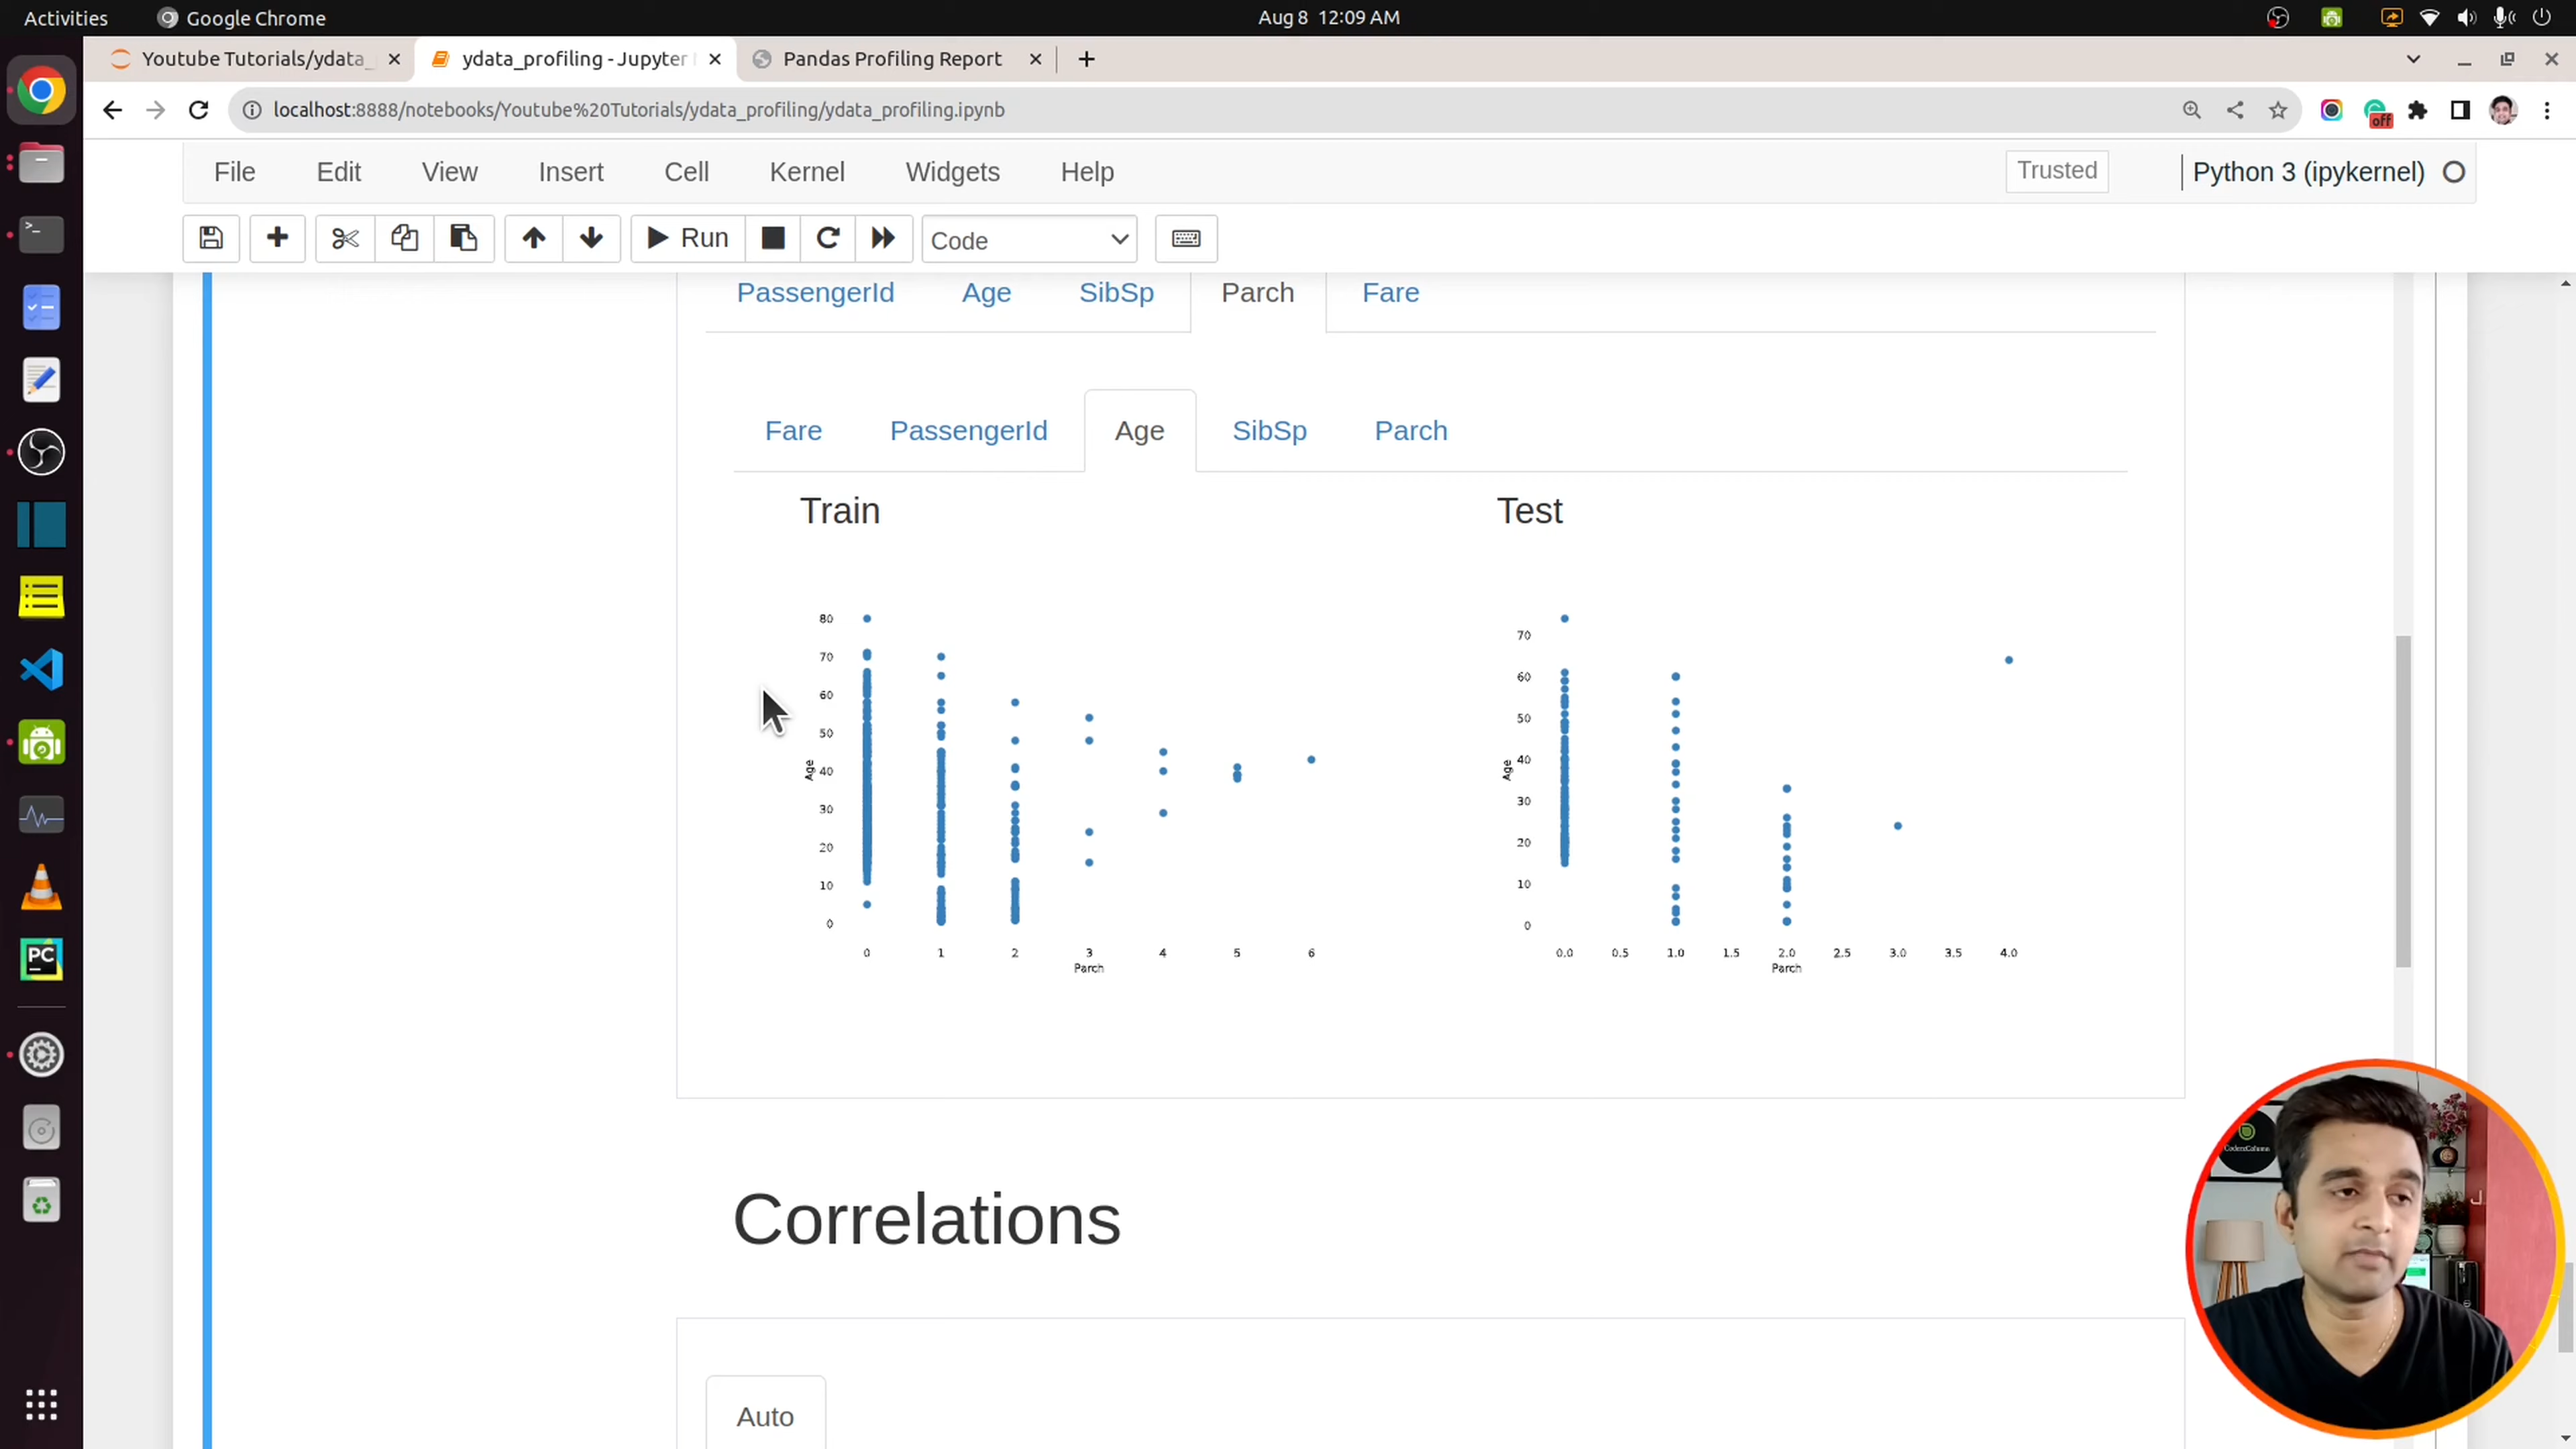 Activities Google Chrome Aug 8 12:09 AM
Youtube Tutorials/ydata_ ydata_profiling - Jupyter Pandas Profiling Report
localhost:8888/notebooks/Youtube%20Tutorials/ydata_profiling/ydata_profiling.ipynb off
File Edit View Insert Cell Kernel Widgets Help Trusted Python 3 (ipykernel)
Run Code
PassengerId Age SibSp Parch Fare
Fare PassengerId Age SibSp Parch
Train Test
80
70
60
50
40
30
20
10
0
Age
0 1 2 3 4 5 6
Parch
70
60
50
40
30
20
10
0
Age
0.0 0.5 1.0 1.5 2.0 2.5 3.0 3.5 4.0
Parch
Correlations
Auto
PC